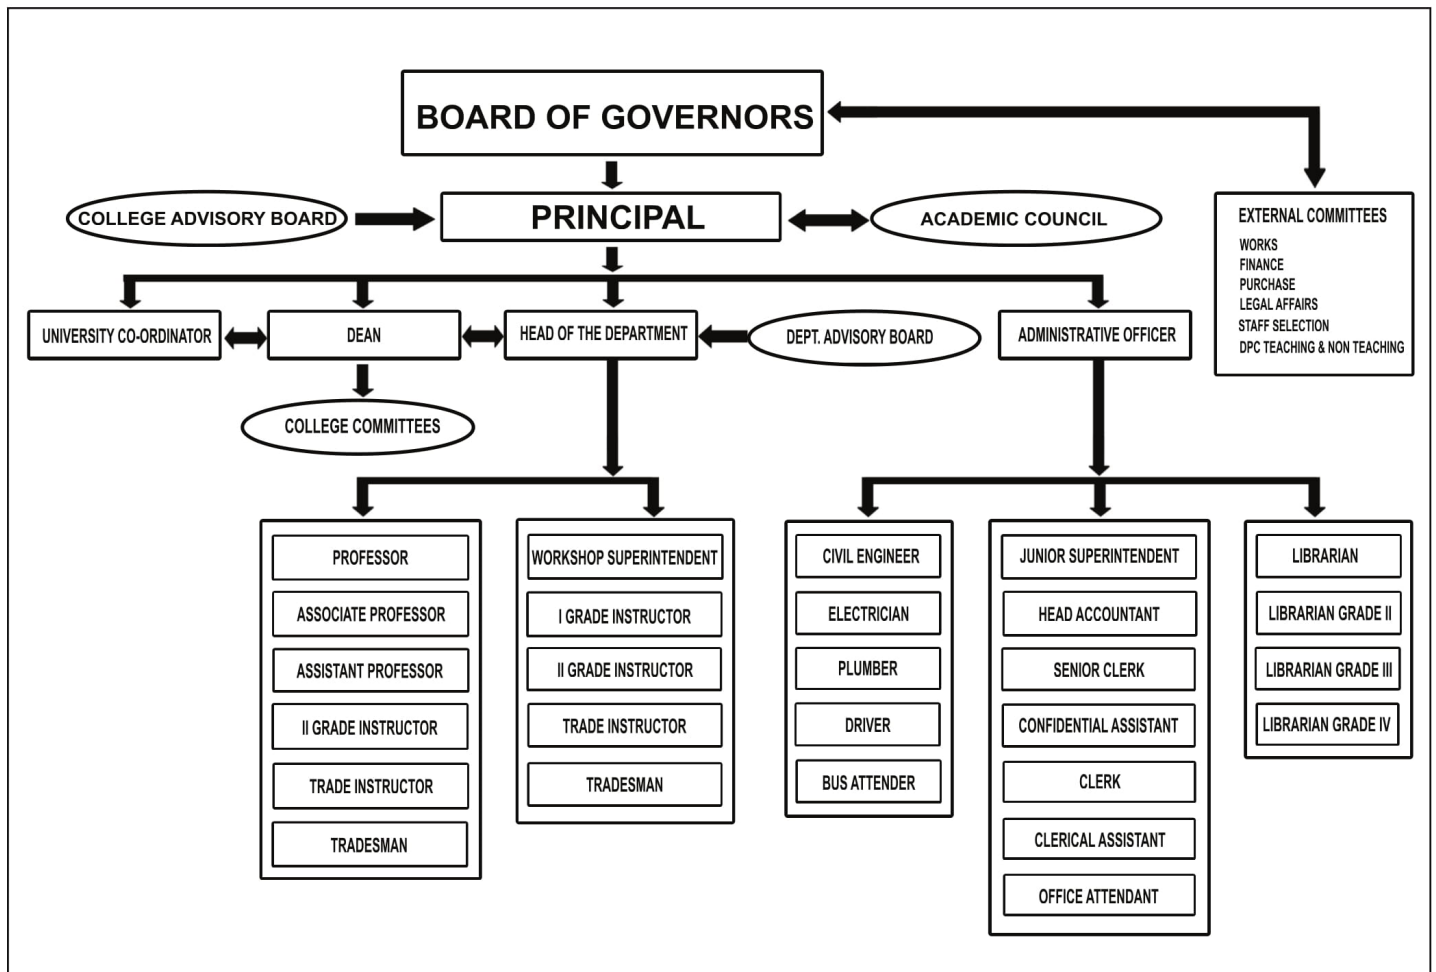 BOARD OF GOVERNORS
COLLEGE ADVISORY BOARD
PRINCIPAL
ACADEMIC COUNCIL
EXTERNAL COMMITTEES
WORKS
FINANCE
PURCHASE
LEGAL AFFAIRS
STAFF SELECTION
DPC TEACHING & NON TEACHING
UNIVERSITY CO-ORDINATOR
DEAN
HEAD OF THE DEPARTMENT
DEPT. ADVISORY BOARD
ADMINISTRATIVE OFFICER
COLLEGE COMMITTEES
PROFESSOR
ASSOCIATE PROFESSOR
ASSISTANT PROFESSOR
II GRADE INSTRUCTOR
TRADE INSTRUCTOR
TRADESMAN
WORKSHOP SUPERINTENDENT
I GRADE INSTRUCTOR
II GRADE INSTRUCTOR
TRADE INSTRUCTOR
TRADESMAN
CIVIL ENGINEER
ELECTRICIAN
PLUMBER
DRIVER
BUS ATTENDER
JUNIOR SUPERINTENDENT
HEAD ACCOUNTANT
SENIOR CLERK
CONFIDENTIAL ASSISTANT
CLERK
CLERICAL ASSISTANT
OFFICE ATTENDANT
LIBRARIAN
LIBRARIAN GRADE II
LIBRARIAN GRADE III
LIBRARIAN GRADE IV